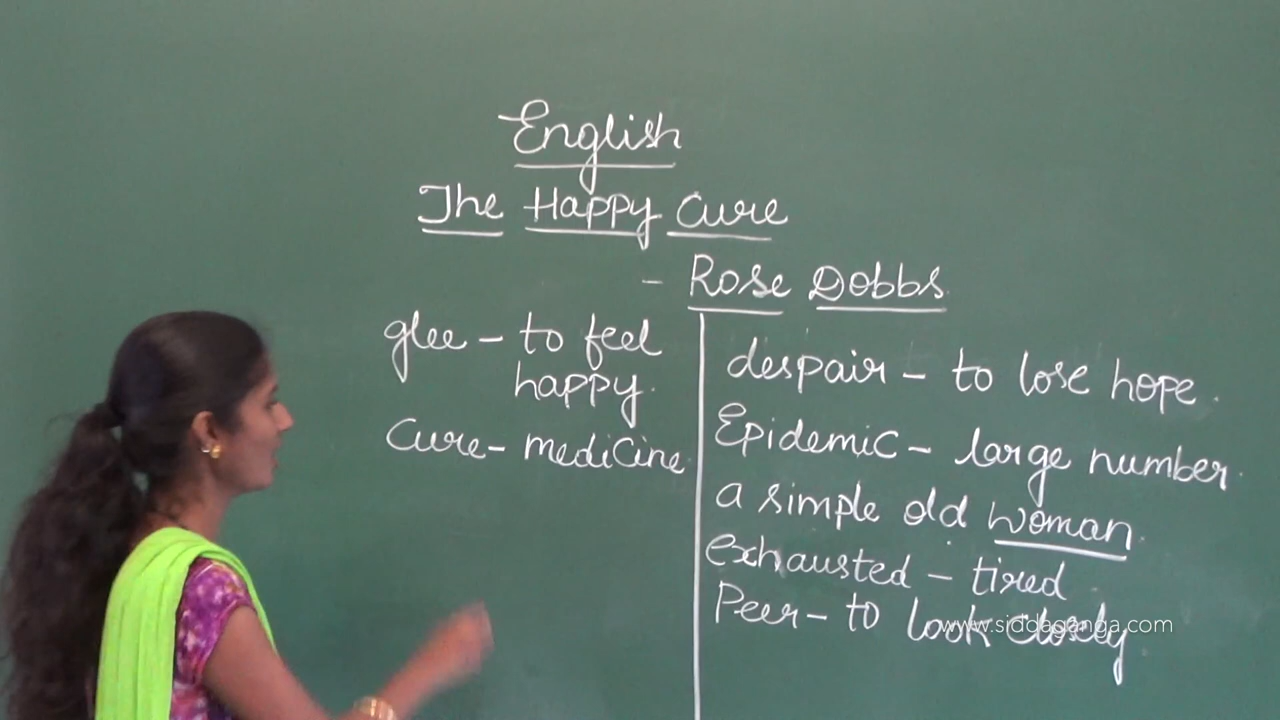 English
The Happy Cure
- Rose Dobbs
glee - to feel
happy.
Cure - medicine
despair - to lose hope.
Epidemic - large number.
a simple old woman.
exhausted - tired
Peer - to look closely
www.siddaganga.com